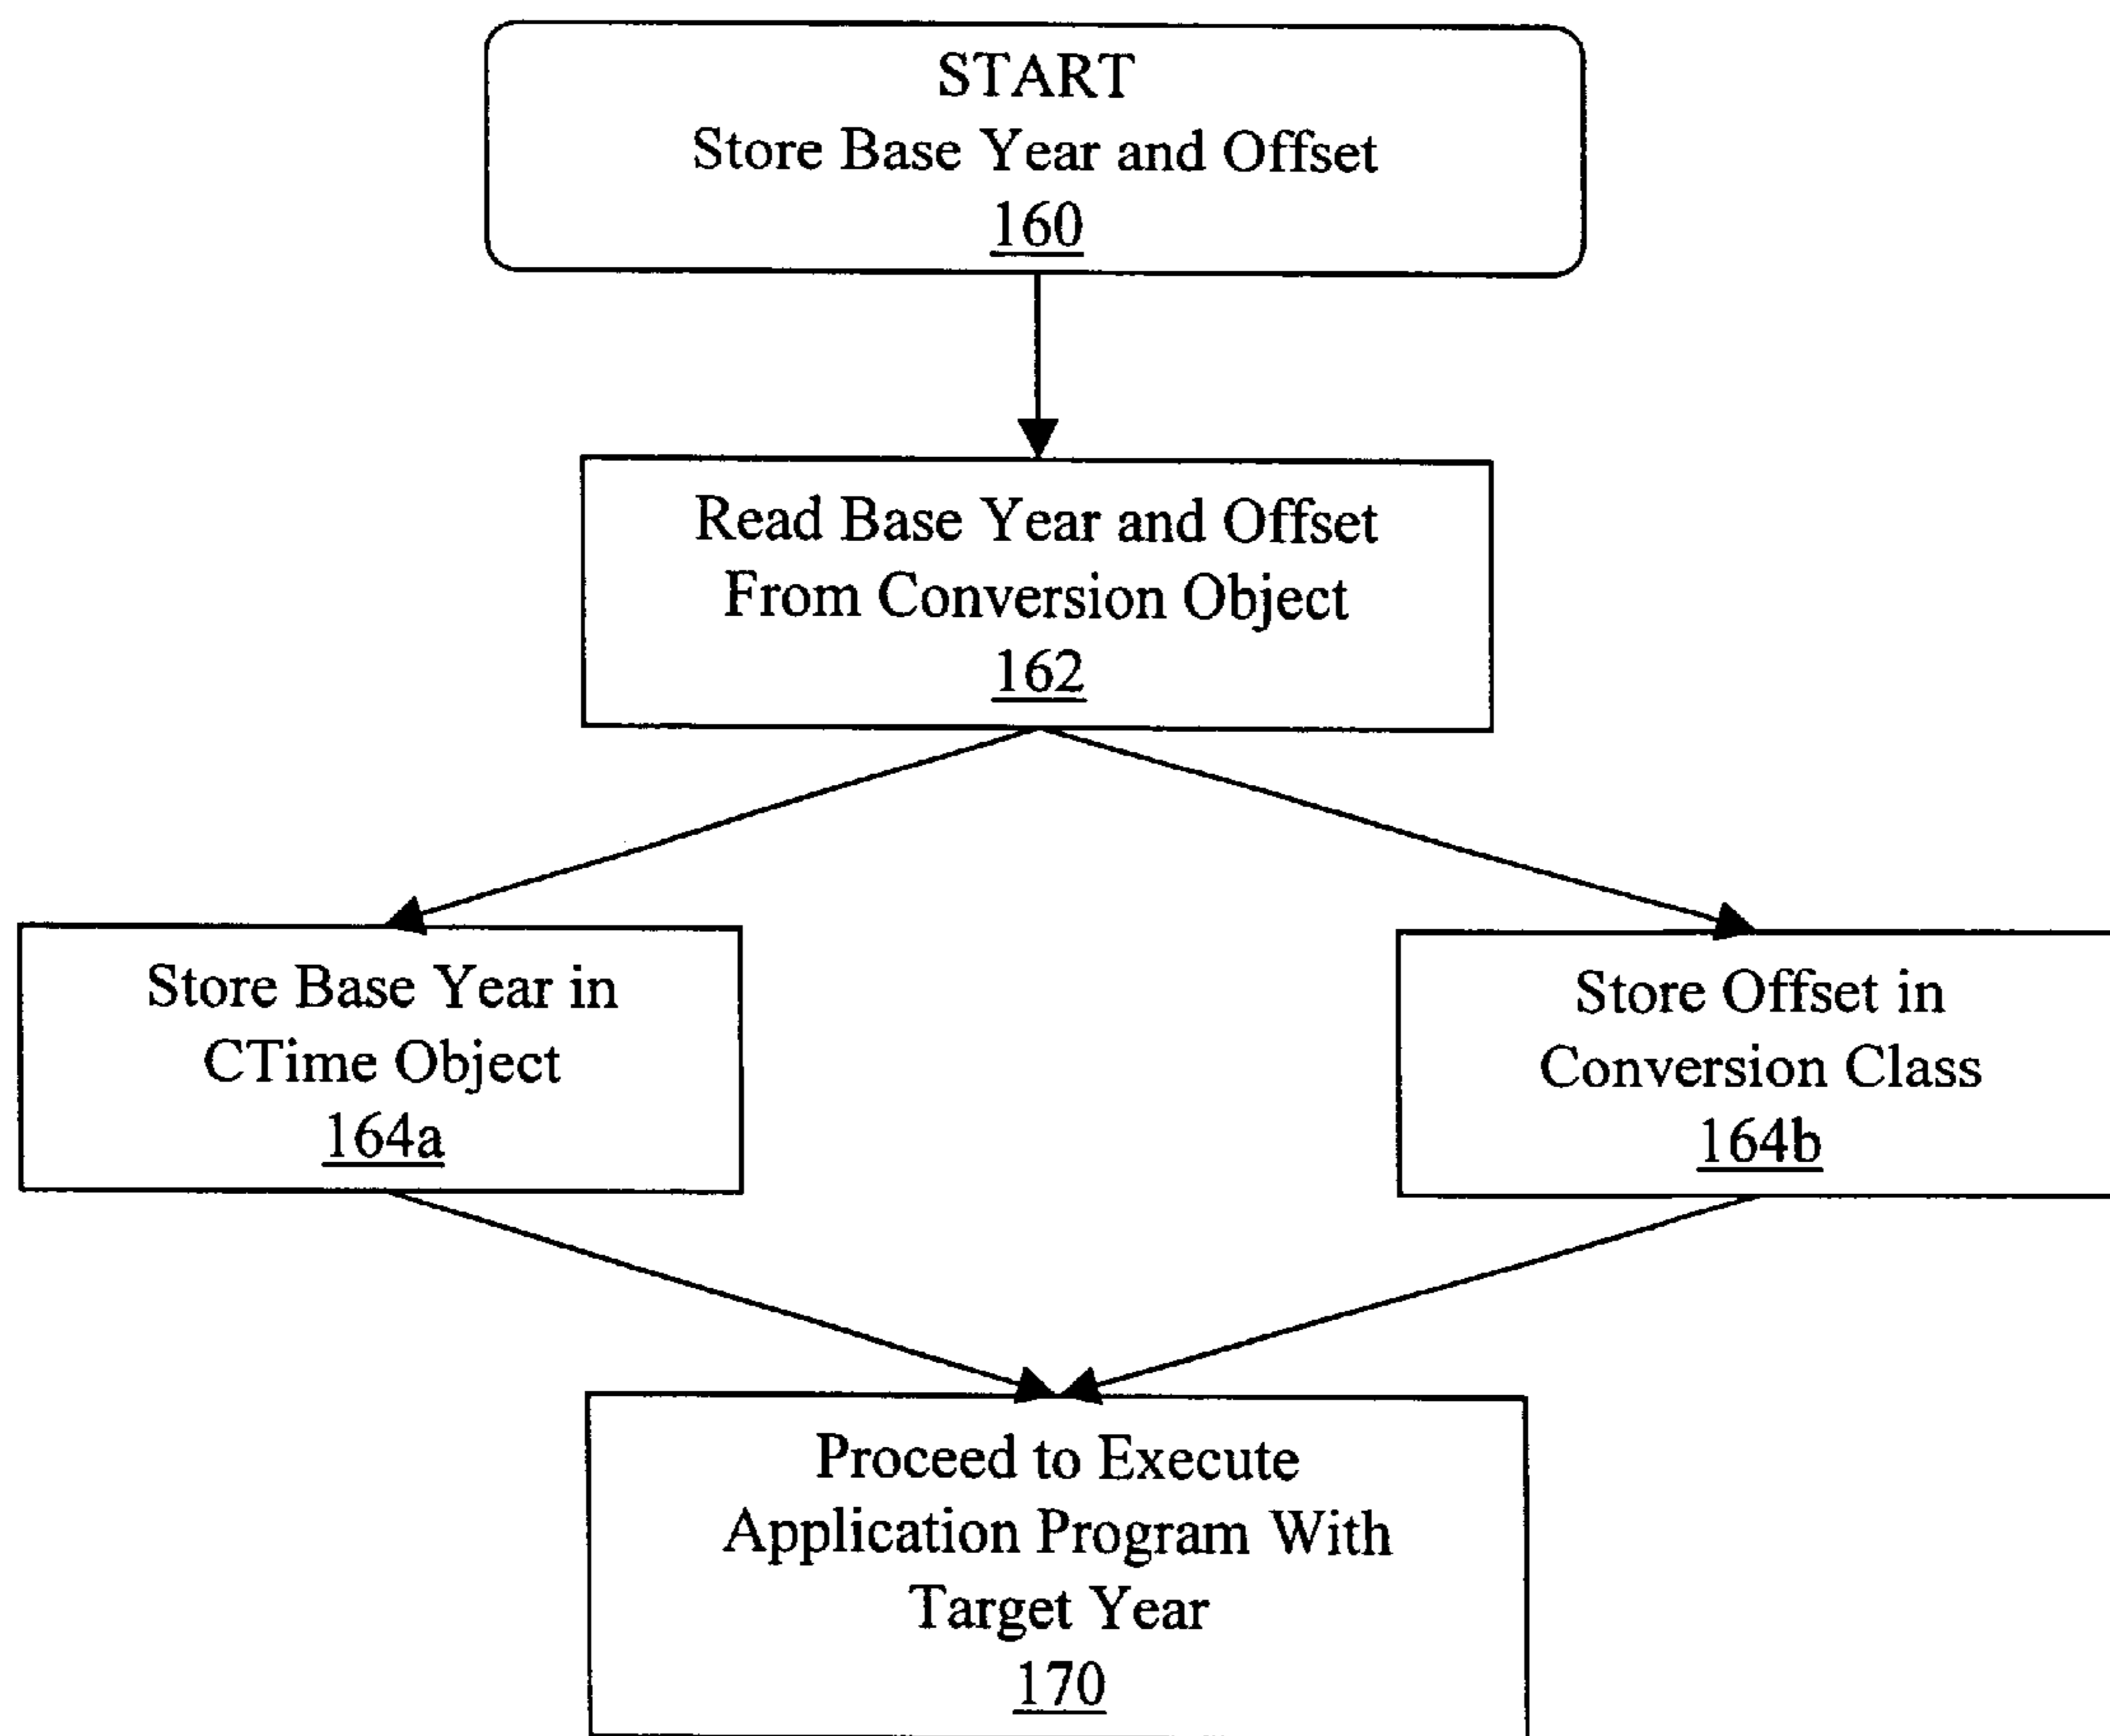 START
Store Base Year and Offset
160
Read Base Year and Offset
From Conversion Object
162
Store Base Year in
CTime Object
164a
Store Offset in
Conversion Class
164b
Proceed to Execute
Application Program With
Target Year
170